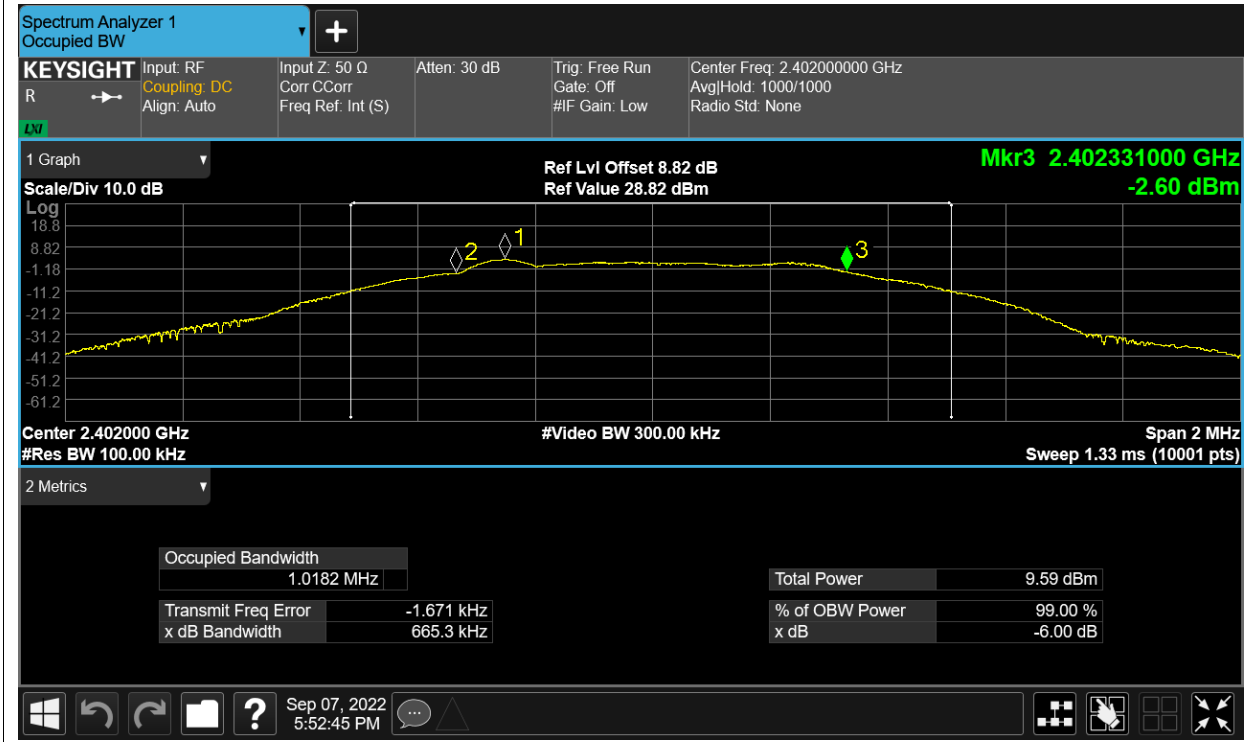 Spectrum Analyzer 1
Occupied BW
KEYSIGHT
R
LXI
Input: RF
Coupling: DC
Align: Auto
Input Z: 50 Ω
Corr CCorr
Freq Ref: Int (S)
Atten: 30 dB
Trig: Free Run
Gate: Off
#IF Gain: Low
Center Freq: 2.402000000 GHz
Avg|Hold: 1000/1000
Radio Std: None
1 Graph
Scale/Div 10.0 dB
Ref Lvl Offset 8.82 dB
Ref Value 28.82 dBm
Mkr3 2.402331000 GHz
-2.60 dBm
Log
18.8
8.82
-1.18
-11.2
-21.2
-31.2
-41.2
-51.2
-61.2
2
1
3
Center 2.402000 GHz
#Res BW 100.00 kHz
#Video BW 300.00 kHz
Span 2 MHz
Sweep 1.33 ms (10001 pts)
2 Metrics
Occupied Bandwidth
1.0182 MHz
Transmit Freq Error -1.671 kHz
x dB Bandwidth 665.3 kHz
Total Power 9.59 dBm
% of OBW Power 99.00 %
x dB -6.00 dB
?
Sep 07, 2022
5:52:45 PM